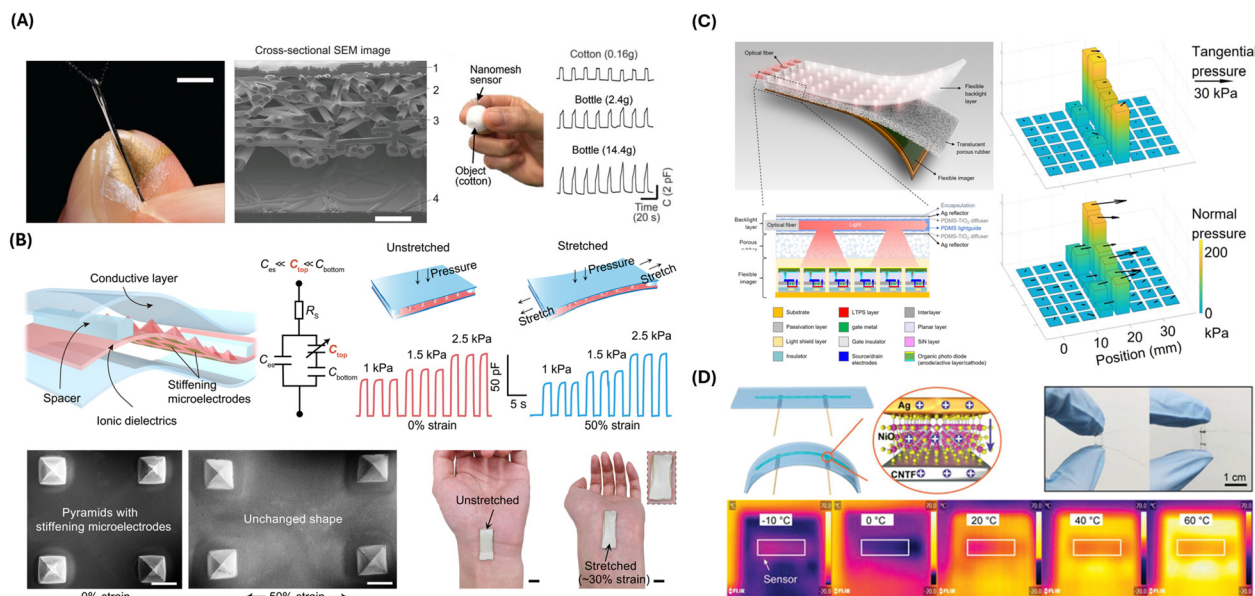 (A)
Cross-sectional SEM image
1
2
3
4
Nanomesh
sensor
Object
(cotton)
Cotton (0.16g)
Bottle (2.4g)
Bottle (14.4g)
Time
(20 s)
C (2 pF)
(B)
Conductive layer
Spacer
Ionic dielectrics
Stiffening
microelectrodes
Ces ≪ Ctop ≪ Cbottom
RS
Ces
Ctop
Cbottom
Unstretched
Pressure
Stretched
Pressure
Stretch
Stretch
1 kPa
1.5 kPa
2.5 kPa
0% strain
50 pF
5 s
1 kPa
1.5 kPa
2.5 kPa
50% strain
Pyramids with
stiffening microelectrodes
0% strain
Unchanged shape
50% strain
Unstretched
Stretched
(~30% strain)
(C)
Optical fiber
Flexible
backlight
layer
Translucent
porous rubber
Flexible imager
Backlight
layer
Optical fiber
Light
Encapsulation
Ag reflector
PDMS-TiO2 diffuser
PDMS lightguide
PDMS-TiO2 diffuser
Ag reflector
Porous
Flexible
imager
Substrate
LTPS layer
Interlayer
Passivation layer
gate metal
Planar layer
Light shield layer
Gate insulator
SiN layer
Insulator
Source/drain
electrodes
Organic photo diode
(anode/active layer/cathode)
Tangential
pressure
30 kPa
Normal
pressure
200
0
kPa
0
10
20
30
Position (mm)
(D)
Ag
NiO
CNTF
1 cm
°C
70.0
-10 °C
0 °C
20 °C
40 °C
60 °C
Sensor
FLIR
FLIR
FLIR
FLIR
FLIR